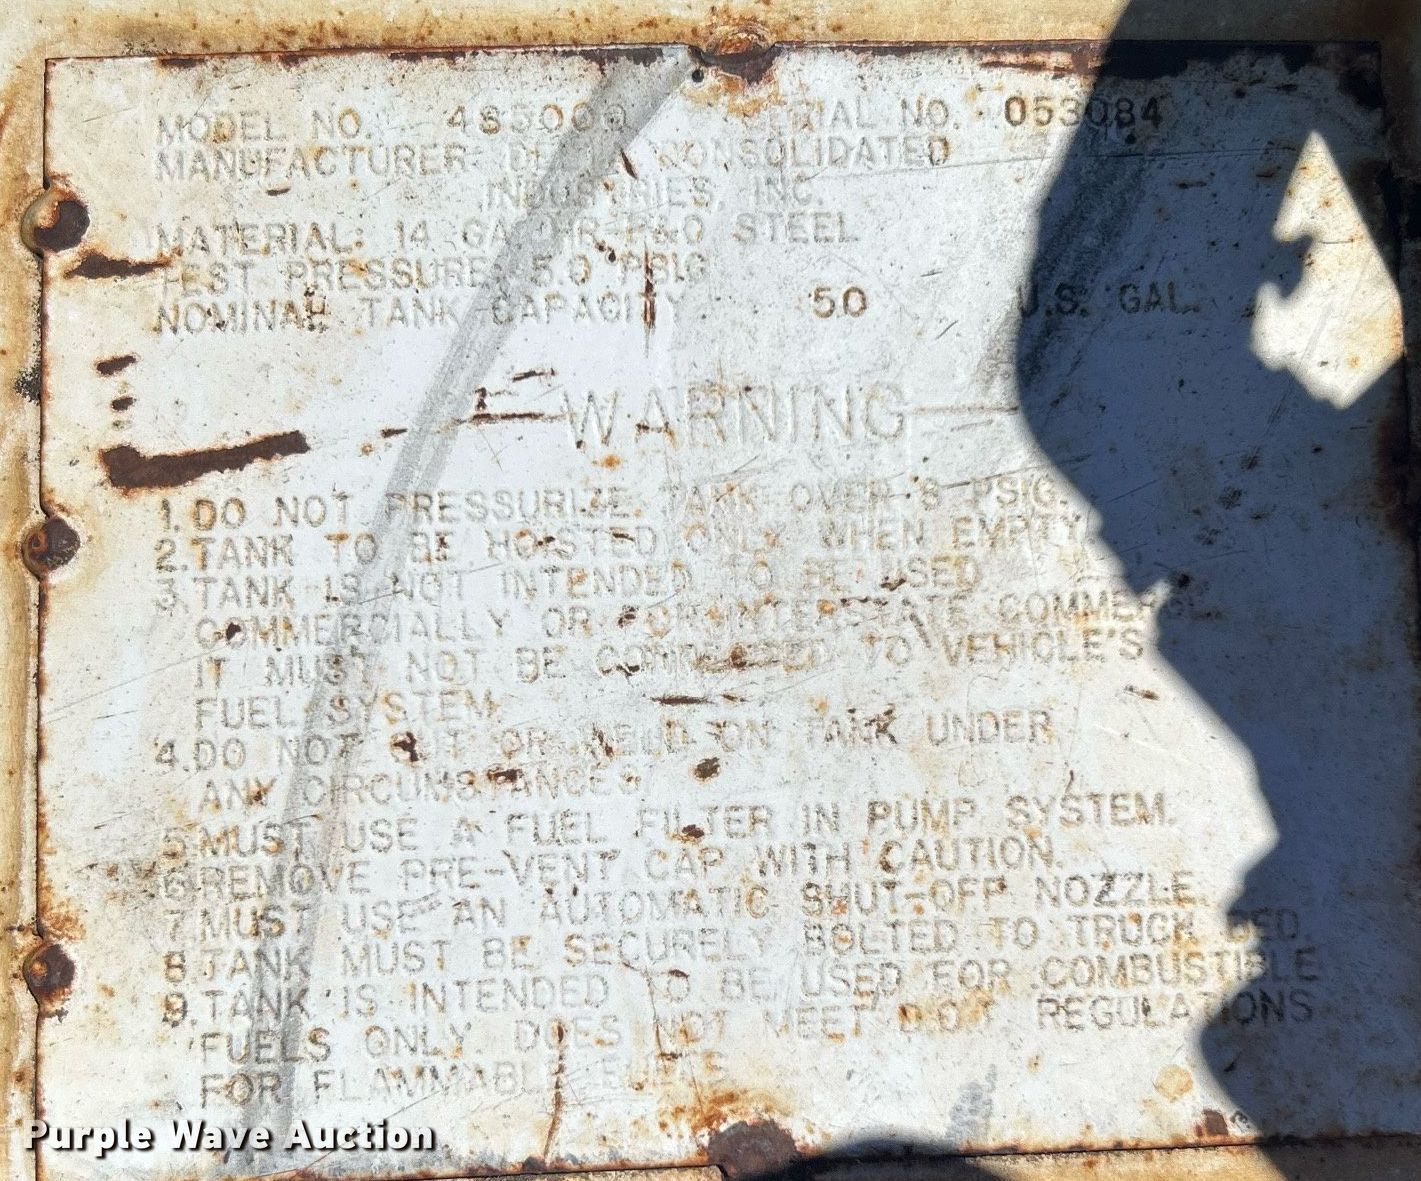 MODEL NO. 485000 SERIAL NO. 053084
MANUFACTURER: DELTA CONSOLIDATED
INDUSTRIES, INC.
MATERIAL: 14 GA. HR P&O STEEL
TEST PRESSURE: 5.0 PSIG
NOMINAL TANK CAPACITY 50 U.S. GAL.
WARNING
1. DO NOT PRESSURIZE TANK OVER 8 PSIG.
2. TANK TO BE HOISTED ONLY WHEN EMPTY
3. TANK IS NOT INTENDED TO BE USED
COMMERCIALLY OR FOR INTERSTATE COMMERCE.
IT MUST NOT BE CONNECTED TO VEHICLE'S
FUEL SYSTEM.
4. DO NOT CUT OR WELD ON TANK UNDER
ANY CIRCUMSTANCES!
5. MUST USE A FUEL FILTER IN PUMP SYSTEM.
6. REMOVE PRE-VENT CAP WITH CAUTION.
7. MUST USE AN AUTOMATIC SHUT-OFF NOZZLE.
8. TANK MUST BE SECURELY BOLTED TO TRUCK BED.
9. TANK IS INTENDED TO BE USED FOR COMBUSTIBLE
FUELS ONLY. DOES NOT MEET D.O.T. REGULATIONS
FOR FLAMMABLE FUELS
Purple Wave Auction